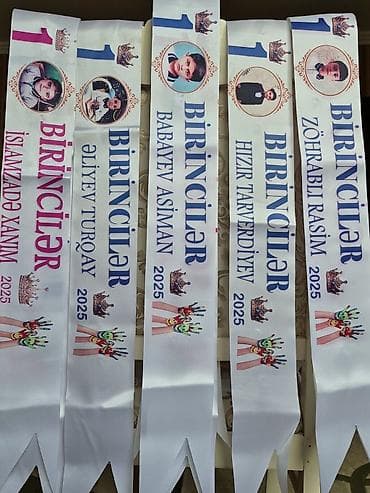 1
BİRİNCİLƏR
İSLAMZADƏ XANIM
2025
1
BİRİNCİLƏR
ƏLİYEV TURQAY
2025
1
BİRİNCİLƏR
BABAYEV ASİMAN
2025
1
BİRİNCİLƏR
HIZIR TARVERDİYEV
2025
1
BİRİNCİLƏR
ZÖHRABLI RASİM
2025